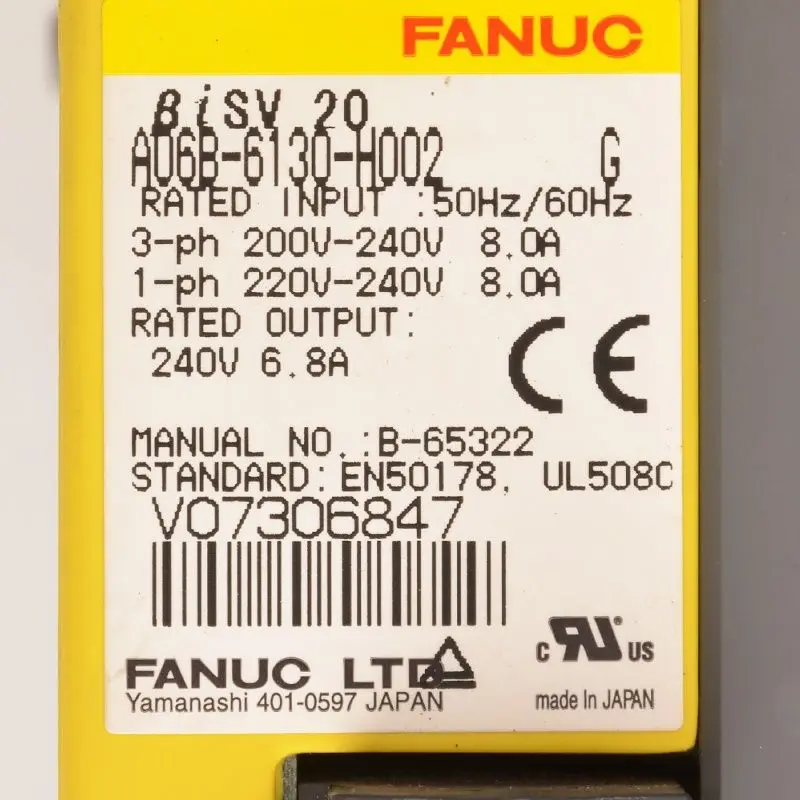 FANUC
βiSV 20
A06B-6130-H002 G
RATED INPUT :50Hz/60Hz
3-ph 200V-240V 8.0A
1-ph 220V-240V 8.0A
RATED OUTPUT:
240V 6.8A
CE
MANUAL NO.:B-65322
STANDARD:EN50178, UL508C
V07306847
FANUC LTD
Yamanashi 401-0597 JAPAN
c RU US
made In JAPAN